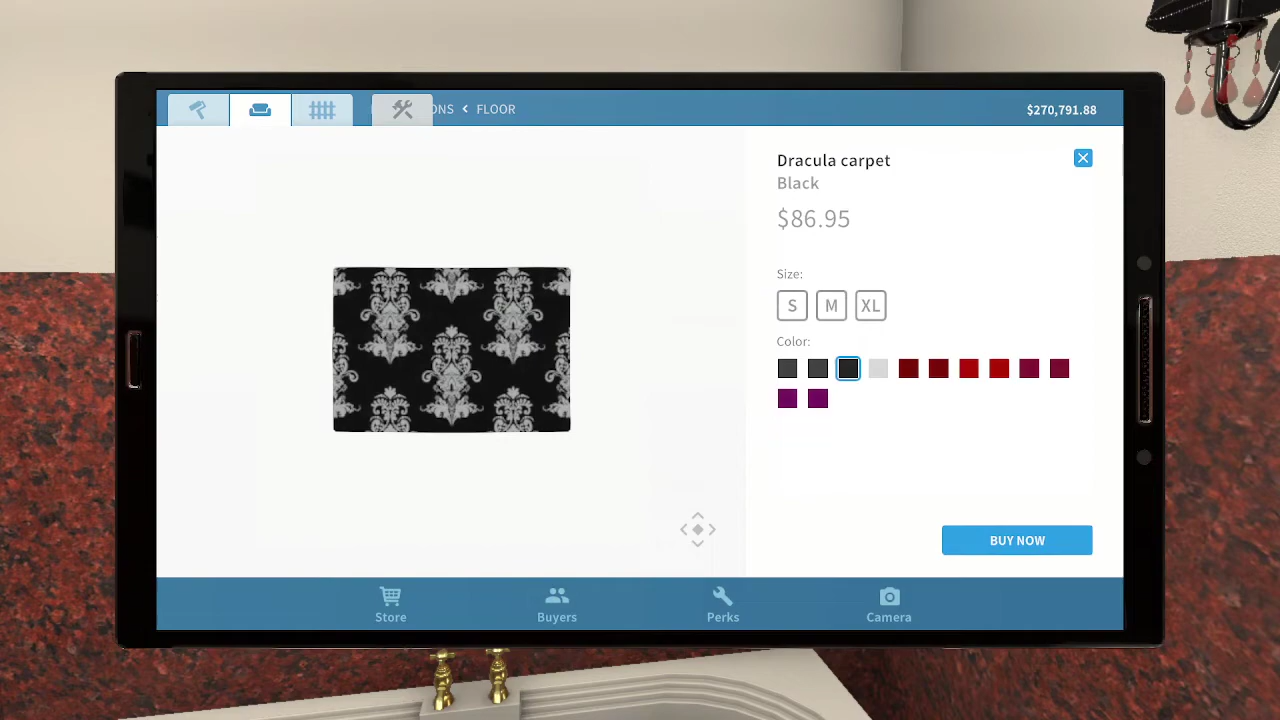 ONS < FLOOR
$270,791.88
Dracula carpet
Black
$86.95
Size:
S M XL
Color:
BUY NOW
Store Buyers Perks Camera